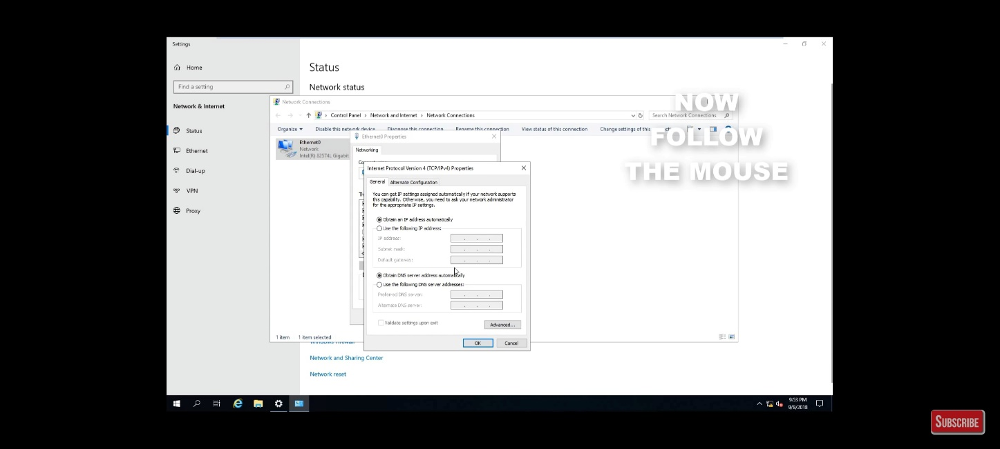 Settings
Home
Find a setting
Network & Internet
Status
Ethernet
Dial-up
VPN
Proxy
Status
Network status
Network Connections
Control Panel > Network and Internet > Network Connections
Search Network Connections
Organize
Disable this network device
Diagnose this connection
Rename this connection
View status of this connection
Change settings of this
Ethernet0
Network
Intel(R) 82574L Gigabit
NOW
FOLLOW
THE MOUSE
Ethernet0 Properties
Networking
Internet Protocol Version 4 (TCP/IPv4) Properties
General
Alternate Configuration
You can get IP settings assigned automatically if your network supports
this capability. Otherwise, you need to ask your network administrator
for the appropriate IP settings.
Obtain an IP address automatically
Use the following IP address:
IP address:
Subnet mask:
Default gateway:
Obtain DNS server address automatically
Use the following DNS server addresses:
Preferred DNS server:
Alternate DNS server:
Validate settings upon exit
Advanced...
OK
Cancel
1 item 1 item selected
Windows Firewall
Network and Sharing Center
Network reset
9:53 PM
9/8/2018
SUBSCRIBE